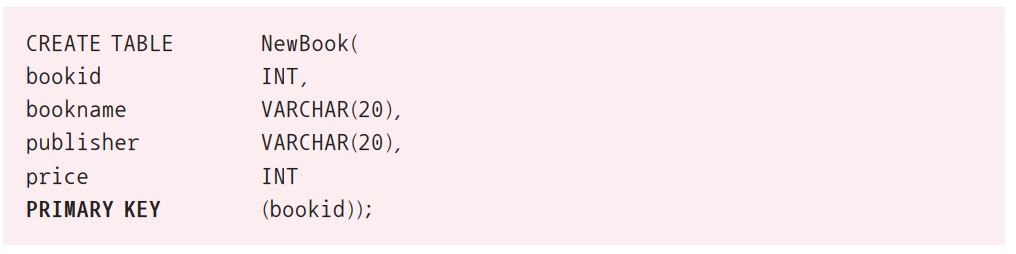 CREATE TABLE NewBook(
bookid INT,
bookname VARCHAR(20),
publisher VARCHAR(20),
price INT
PRIMARY KEY (bookid));